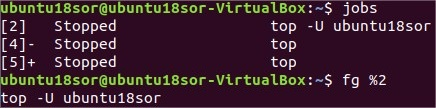 ubuntu18sor@ubuntu18sor-VirtualBox:~$ jobs
[2]   Stopped                 top -U ubuntu18sor
[4]-  Stopped                 top
[5]+  Stopped                 top
ubuntu18sor@ubuntu18sor-VirtualBox:~$ fg %2
top -U ubuntu18sor